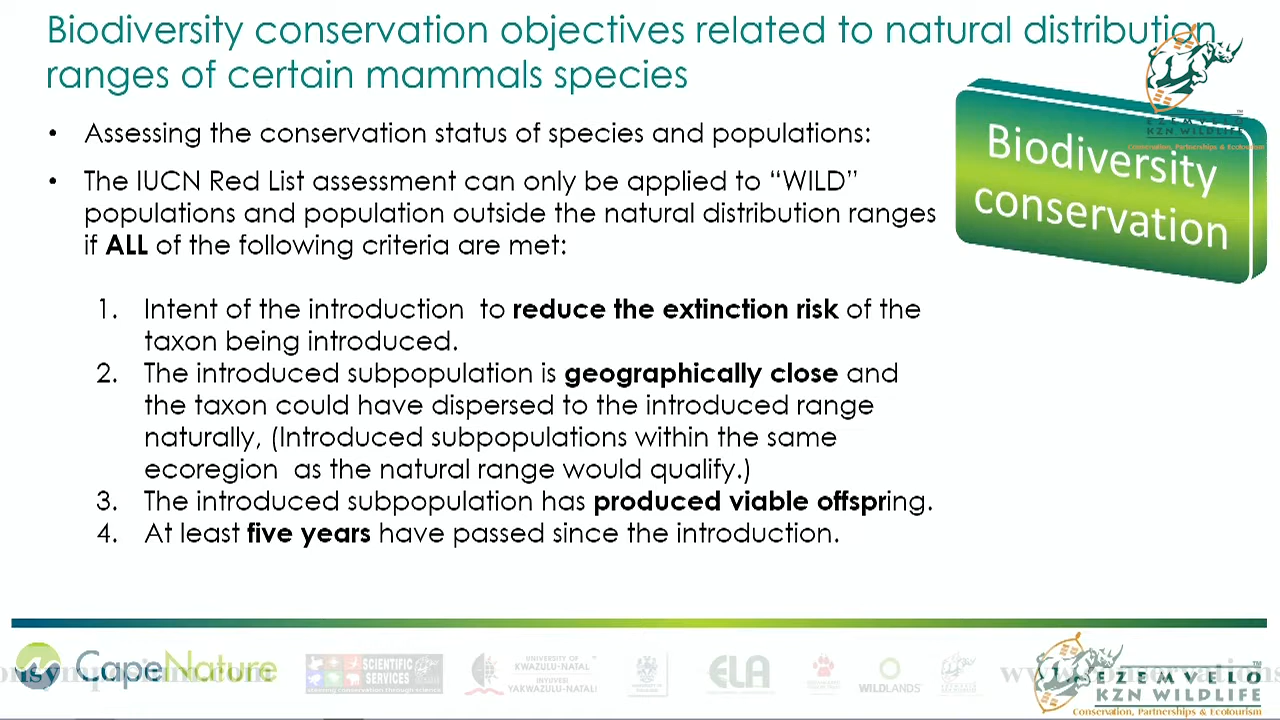 Biodiversity conservation objectives related to natural distribution
ranges of certain mammals species
• Assessing the conservation status of species and populations:
• The IUCN Red List assessment can only be applied to “WILD”
populations and population outside the natural distribution ranges
if ALL of the following criteria are met:
1. Intent of the introduction to reduce the extinction risk of the
taxon being introduced.
2. The introduced subpopulation is geographically close and
the taxon could have dispersed to the introduced range
naturally, (Introduced subpopulations within the same
ecoregion as the natural range would qualify.)
3. The introduced subpopulation has produced viable offspring.
4. At least five years have passed since the introduction.
EZEMVELO
KZN WILDLIFE
Conservation, Partnerships & Ecotourism
Biodiversity
conservation
CapeNature
SCIENTIFIC
SERVICES
UNIVERSITY OF
KWAZULU-NATAL
INYUVESI
YAKWAZULU-NATALI
ELA
WILDLANDS
EZEMVELO
KZN WILDLIFE
Conservation, Partnerships & Ecotourism